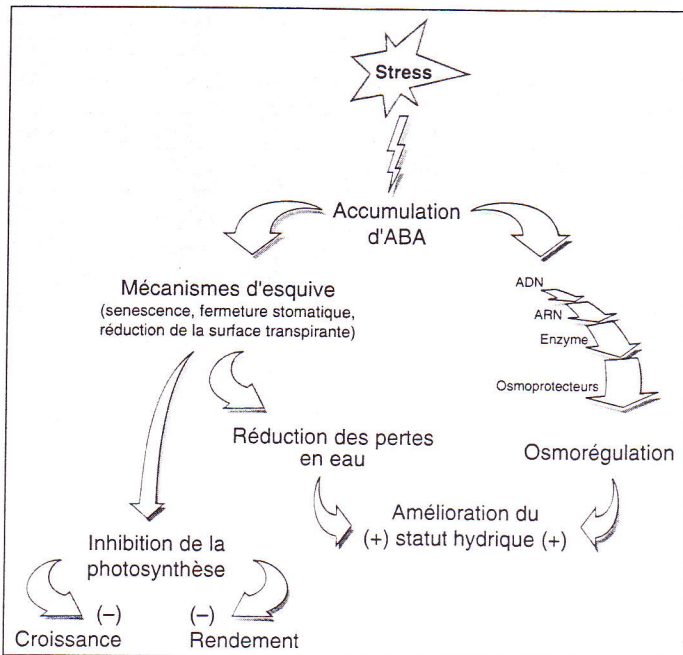 Stress
Accumulation
d'ABA
Mécanismes d'esquive
(senescence, fermeture stomatique,
réduction de la surface transpirante)
ADN
ARN
Enzyme
Osmoprotecteurs
Réduction des pertes
en eau
Osmorégulation
Amélioration du
(+) statut hydrique (+)
Inhibition de la
photosynthèse
(–) (–)
Croissance Rendement